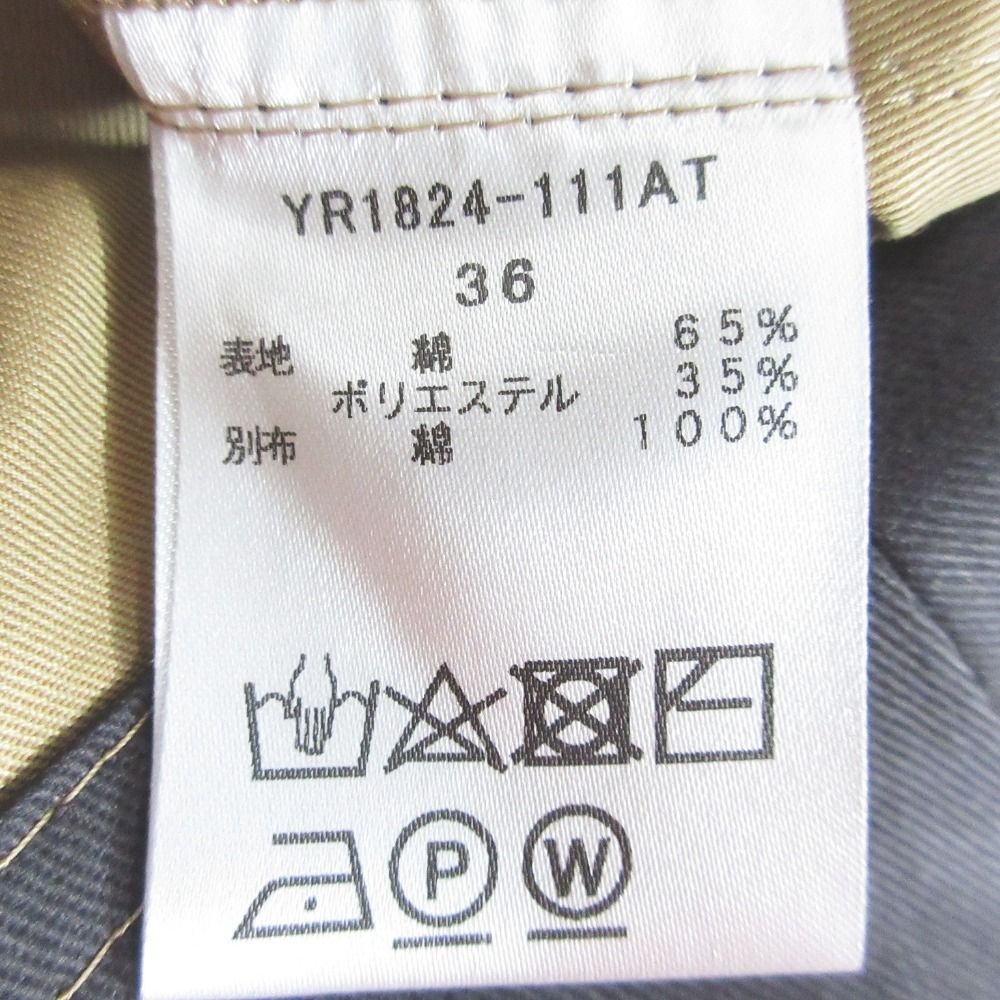 YR1824-111AT
36
表地 綿 65%
ポリエステル 35%
別布 綿 100%
P W